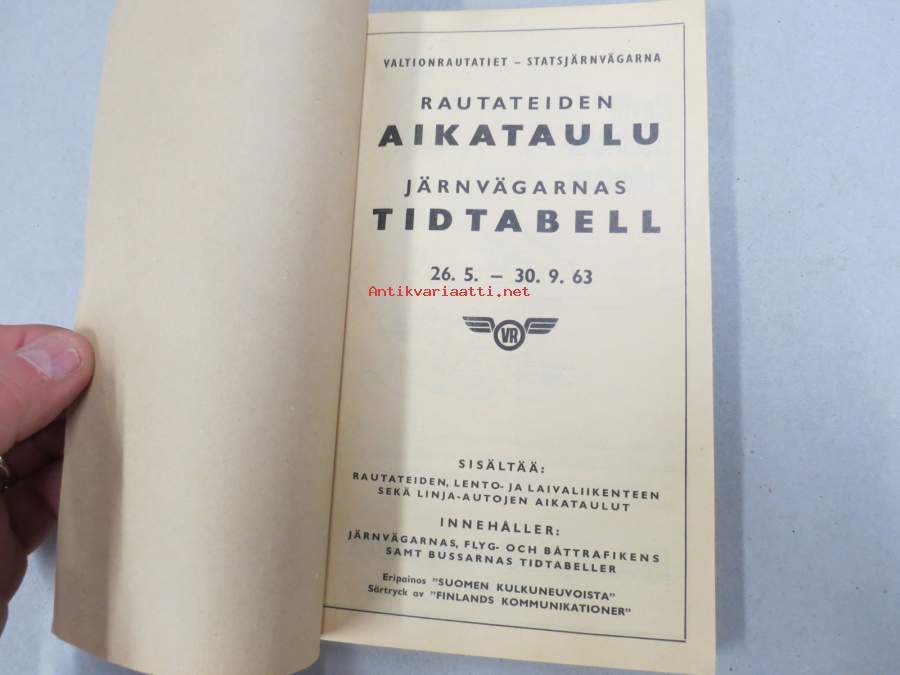 VALTIONRAUTATIET – STATSJÄRNVÄGARNA
RAUTATEIDEN
AIKATAULU
JÄRNVÄGARNAS
TIDTABELL
26. 5. – 30. 9. 63
Antikvariaatti.net
VR
SISÄLTÄÄ:
RAUTATEIDEN, LENTO- JA LAIVALIIKENTEEN
SEKÄ LINJA-AUTOJEN AIKATAULUT
INNEHÅLLER:
JÄRNVÄGARNAS, FLYG- OCH BÅTTRAFIKENS
SAMT BUSSARNAS TIDTABELLER
Eripainos "SUOMEN KULKUNEUVOISTA"
Särtryck av "FINLANDS KOMMUNIKATIONER"